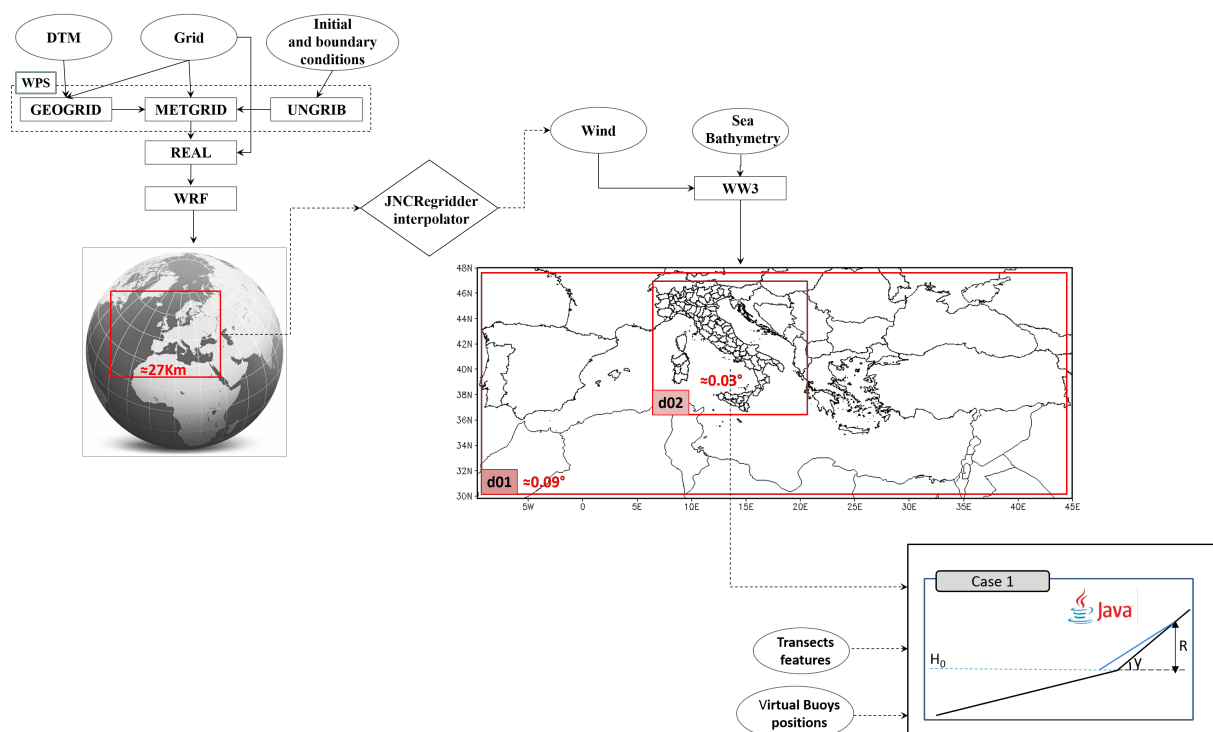 DTM
Grid
Initial
and boundary
conditions
WPS
GEOGRID
METGRID
UNGRIB
REAL
WRF
≈27Km
JNCRegridder
interpolator
Wind
Sea
Bathymetry
WW3
48N
46N
44N
42N
40N
38N
36N
34N
32N
30N
≈0.03°
d02
d01
≈0.09°
5W
0
5E
10E
15E
20E
25E
30E
35E
40E
45E
Case 1
Java
H0
γ
R
Transects
features
Virtual Buoys
positions